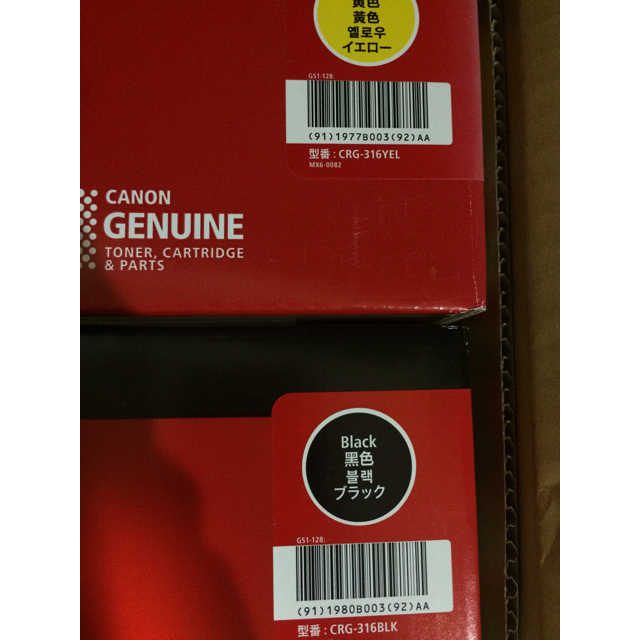 黄色
黃色
옐로우
イエロー
GS1-128:
(91)1977B003(92)AA
型番 : CRG-316YEL
MX6-0082
CANON
GENUINE
TONER, CARTRIDGE
& PARTS
Black
黑色
블랙
ブラック
GS1-128:
(91)1980B003(92)AA
型番 : CRG-316BLK